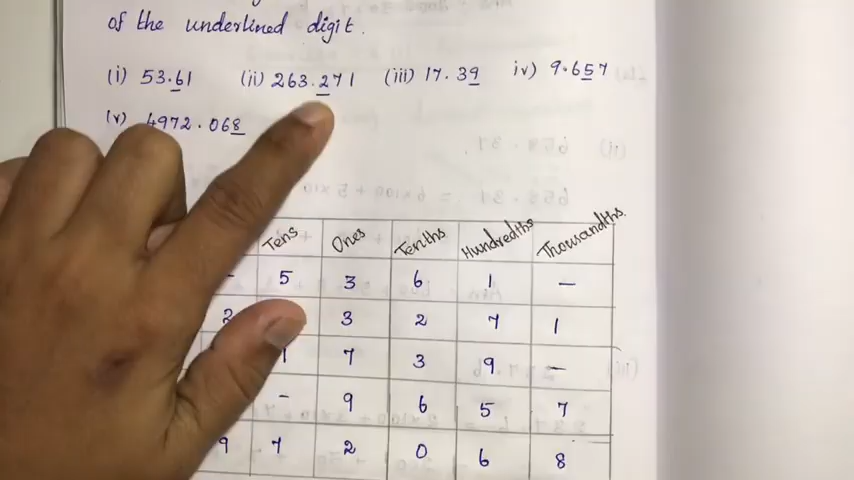 of the underlined digit.
(i) 53.61 (ii) 263.271 (iii) 17.39 iv) 9.657
(v) 4972.068
Tens Ones Tenths Hundredths Thousandths
- 5 3 6 1 -
2 3 2 7 1
1 7 3 9 -
- 9 6 5 7
9 7 2 0 6 8